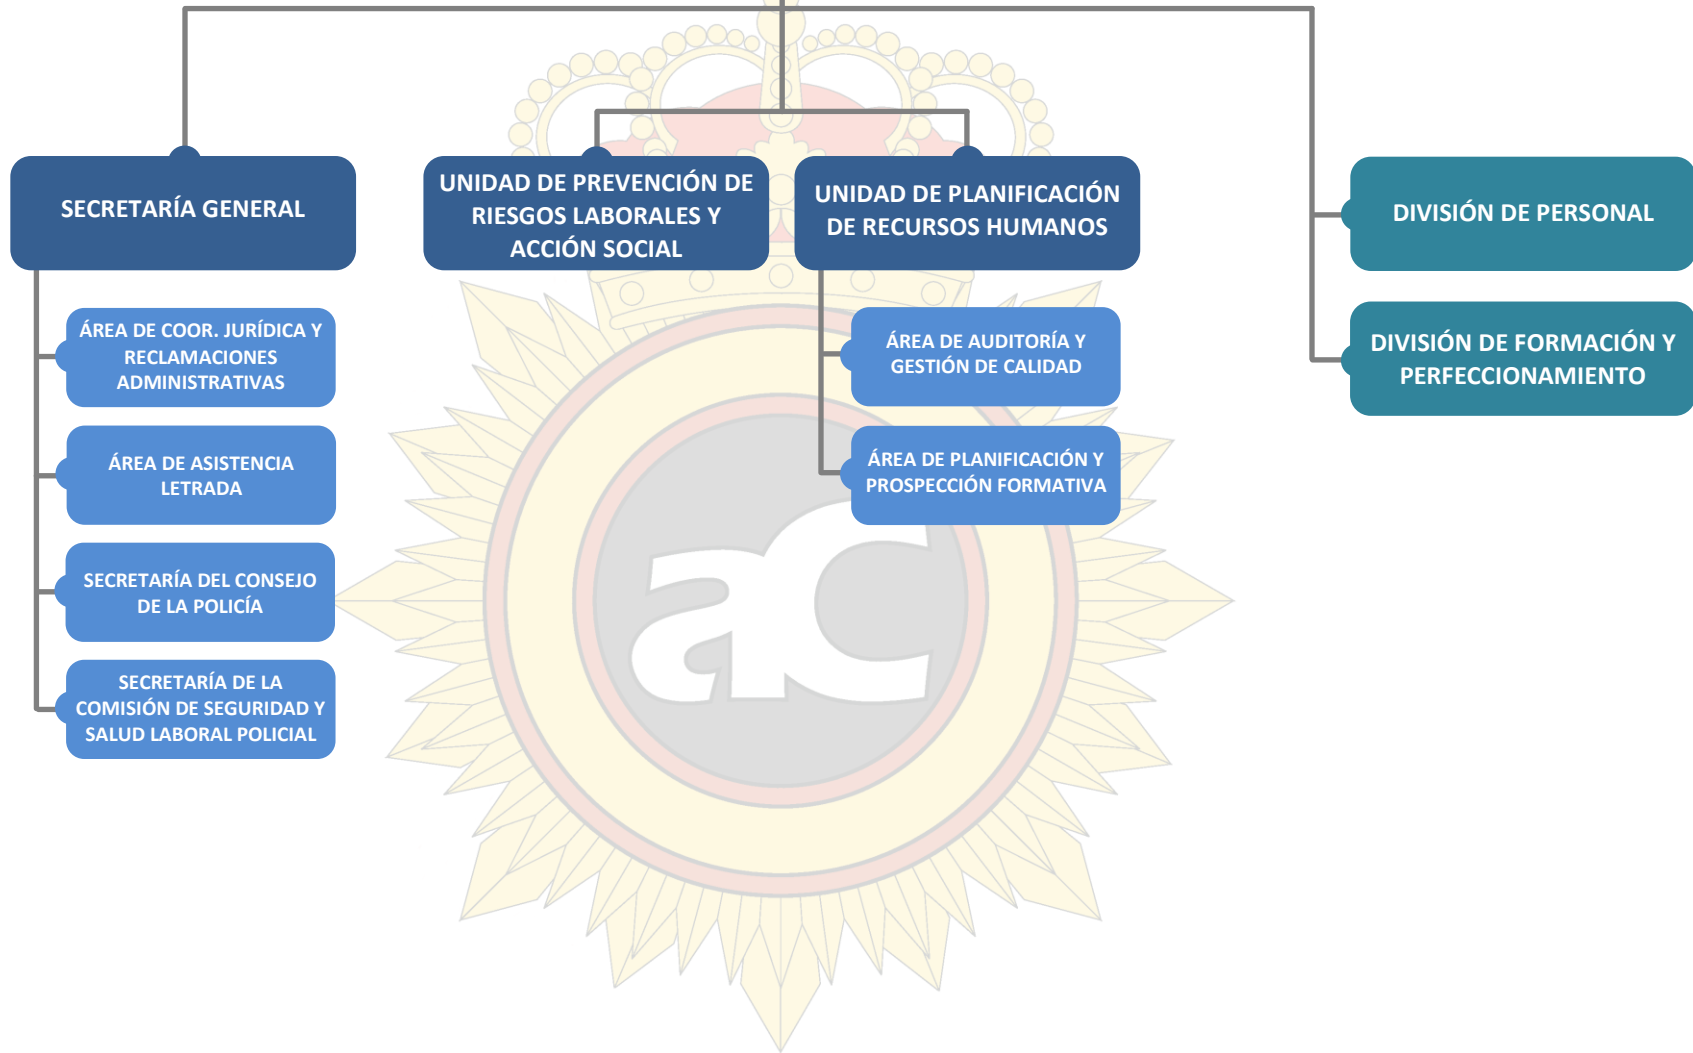 SECRETARÍA GENERAL
ÁREA DE COOR. JURÍDICA Y
RECLAMACIONES
ADMINISTRATIVAS
ÁREA DE ASISTENCIA
LETRADA
SECRETARÍA DEL CONSEJO
DE LA POLICÍA
SECRETARÍA DE LA
COMISIÓN DE SEGURIDAD Y
SALUD LABORAL POLICIAL
UNIDAD DE PREVENCIÓN DE
RIESGOS LABORALES Y
ACCIÓN SOCIAL
UNIDAD DE PLANIFICACIÓN
DE RECURSOS HUMANOS
ÁREA DE AUDITORÍA Y
GESTIÓN DE CALIDAD
ÁREA DE PLANIFICACIÓN Y
PROSPECCIÓN FORMATIVA
DIVISIÓN DE PERSONAL
DIVISIÓN DE FORMACIÓN Y
PERFECCIONAMIENTO
aC